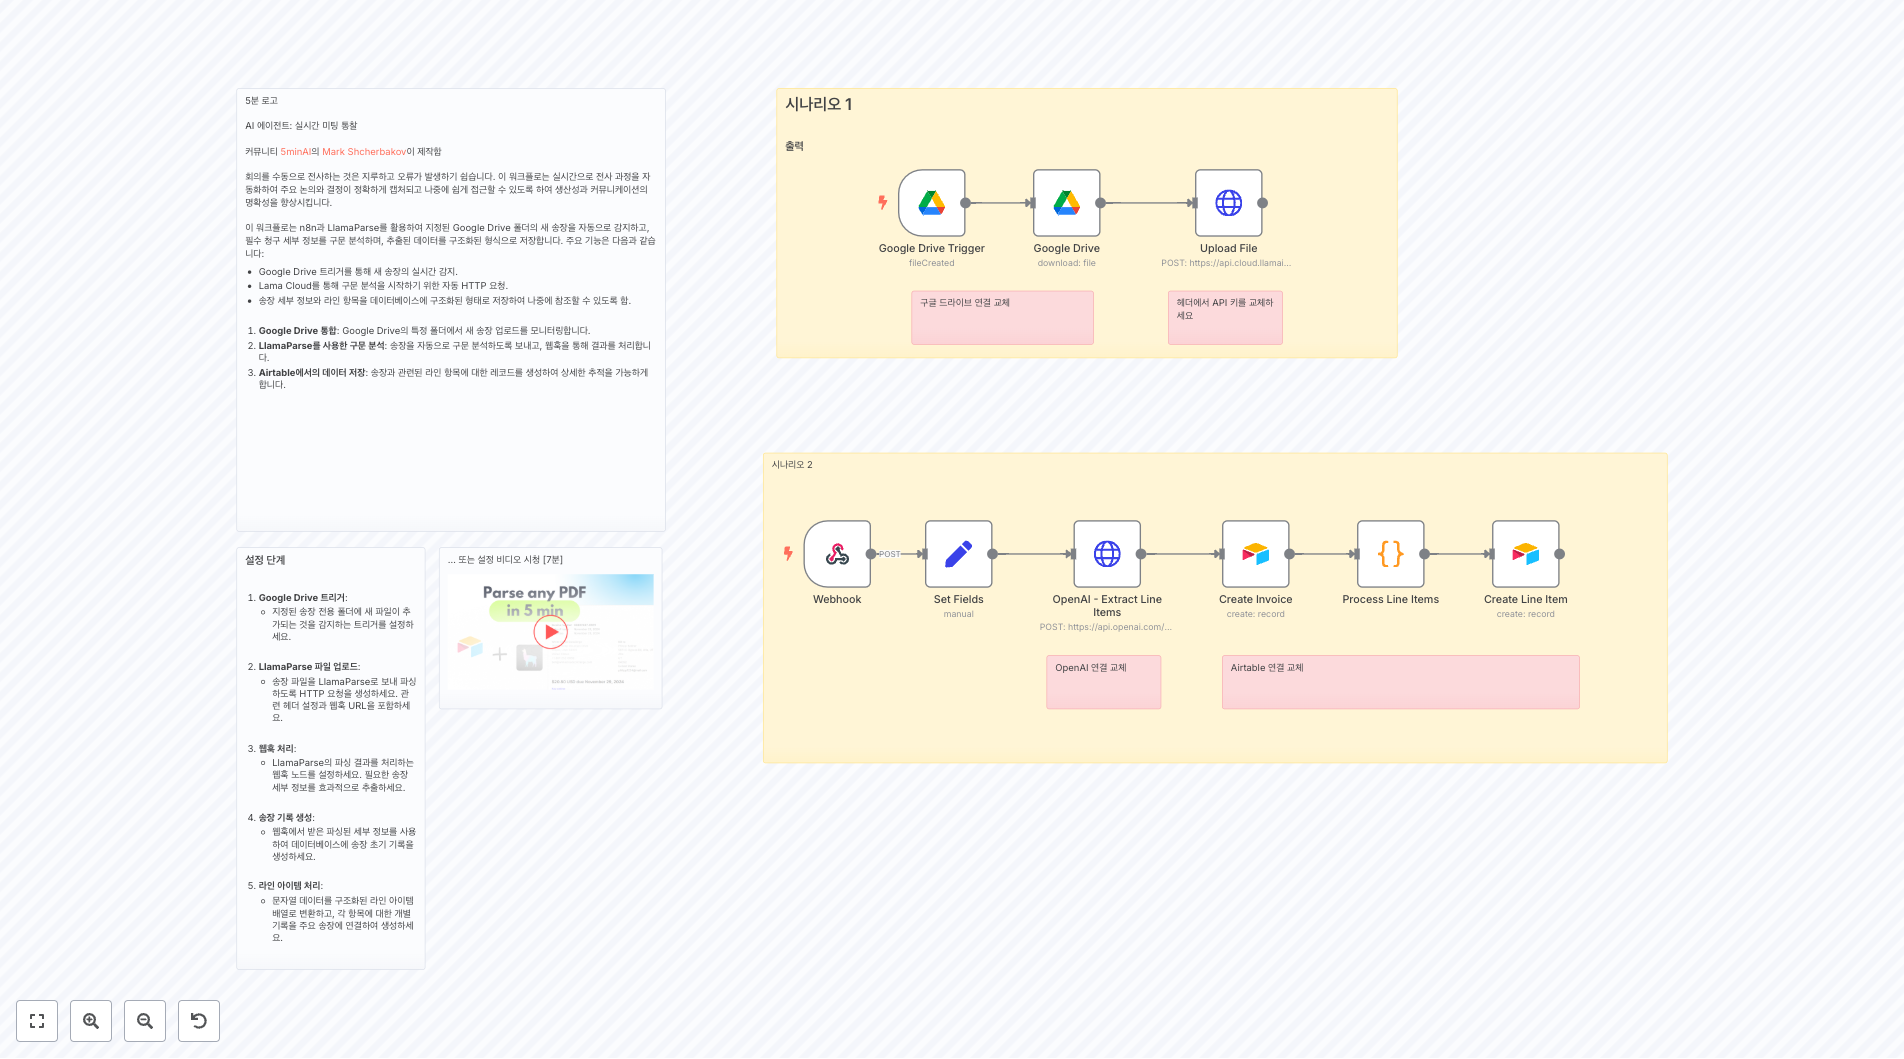 5분 로고
AI 에이전트: 실시간 미팅 통찰
커뮤니티 5minAI의 Mark Shcherbakov이 제작함
회의를 수동으로 전사하는 것은 지루하고 오류가 발생하기 쉽습니다. 이 워크플로는 실시간으로 전사 과정을 자
동화하여 주요 논의와 결정이 정확하게 캡처되고 나중에 쉽게 접근할 수 있도록 하여 생산성과 커뮤니케이션의
명확성을 향상시킵니다.
이 워크플로는 n8n과 LlamaParse를 활용하여 지정된 Google Drive 폴더의 새 송장을 자동으로 감지하고,
필수 청구 세부 정보를 구문 분석하며, 추출된 데이터를 구조화된 형식으로 저장합니다. 주요 기능은 다음과 같습
니다:
• Google Drive 트리거를 통해 새 송장의 실시간 감지.
• Lama Cloud를 통해 구문 분석을 시작하기 위한 자동 HTTP 요청.
• 송장 세부 정보와 라인 항목을 데이터베이스에 구조화된 형태로 저장하여 나중에 참조할 수 있도록 함.
1. Google Drive 통합: Google Drive의 특정 폴더에서 새 송장 업로드를 모니터링합니다.
2. LlamaParse를 사용한 구문 분석: 송장을 자동으로 구문 분석하도록 보내고, 웹훅을 통해 결과를 처리합니
다.
3. Airtable에서의 데이터 저장: 송장과 관련된 라인 항목에 대한 레코드를 생성하여 상세한 추적을 가능하게
합니다.
설정 단계
1. Google Drive 트리거:
지정된 송장 전용 폴더에 새 파일이 추
가되는 것을 감지하는 트리거를 설정하
세요.
2. LlamaParse 파일 업로드:
송장 파일을 LlamaParse로 보내 파싱
하도록 HTTP 요청을 생성하세요. 관
련 헤더 설정과 웹훅 URL을 포함하세
요.
3. 웹훅 처리:
LlamaParse의 파싱 결과를 처리하는
웹훅 노드를 설정하세요. 필요한 송장
세부 정보를 효과적으로 추출하세요.
4. 송장 기록 생성:
웹훅에서 받은 파싱된 세부 정보를 사용
하여 데이터베이스에 송장 초기 기록을
생성하세요.
5. 라인 아이템 처리:
문자열 데이터를 구조화된 라인 아이템
배열로 변환하고, 각 항목에 대한 개별
기록을 주요 송장에 연결하여 생성하세
요.
... 또는 설정 비디오 시청 [7분]
Parse any PDF
in 5 min
시나리오 1
출력
Google Drive Trigger
fileCreated
Google Drive
download: file
Upload File
POST: https://api.cloud.llamai...
구글 드라이브 연결 교체
헤더에서 API 키를 교체하
세요
시나리오 2
POST
Webhook
Set Fields
manual
OpenAI - Extract Line
Items
POST: https://api.openai.com/...
Create Invoice
create: record
Process Line Items
Create Line Item
create: record
OpenAI 연결 교체
Airtable 연결 교체